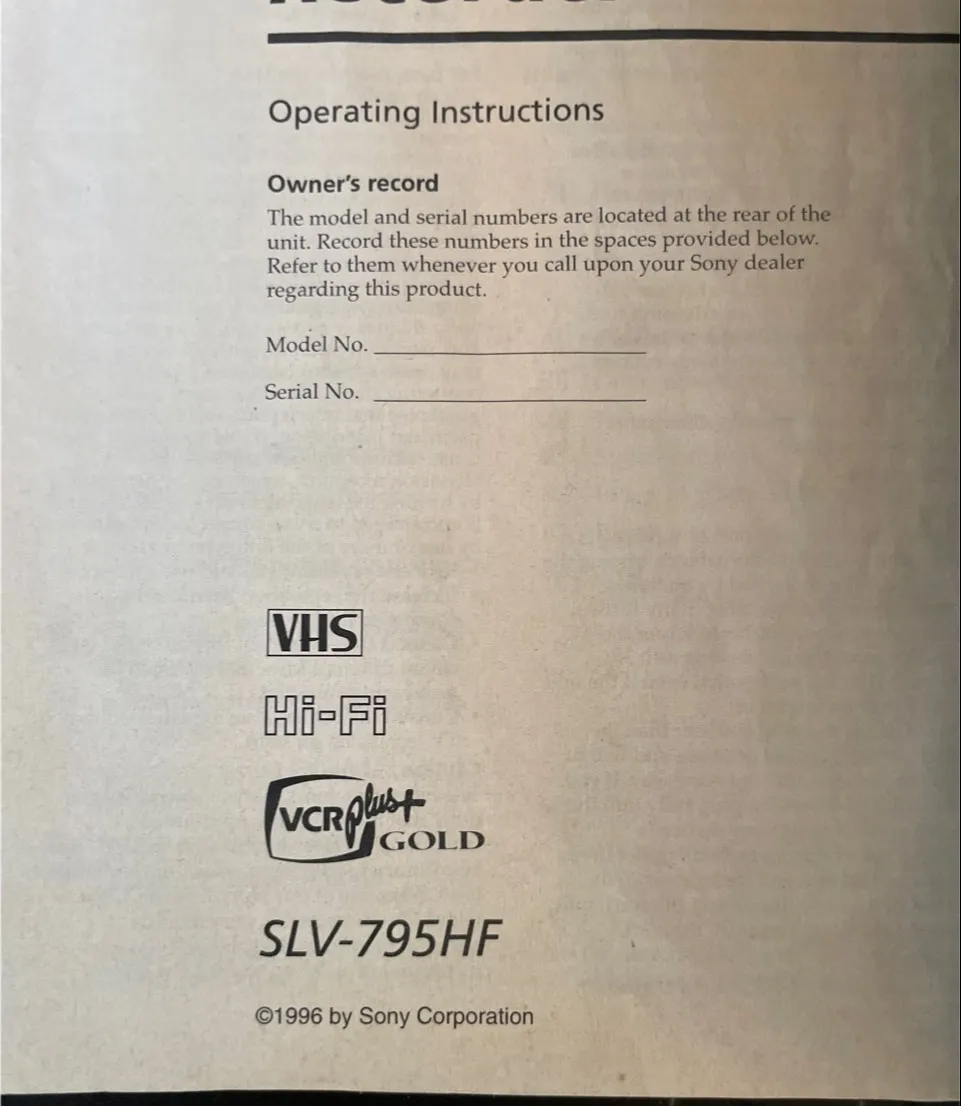 Operating Instructions
Owner's record
The model and serial numbers are located at the rear of the
unit. Record these numbers in the spaces provided below.
Refer to them whenever you call upon your Sony dealer
regarding this product.
Model No.
Serial No.
VHS
Hi-Fi
VCR plus+
GOLD
SLV-795HF
©1996 by Sony Corporation